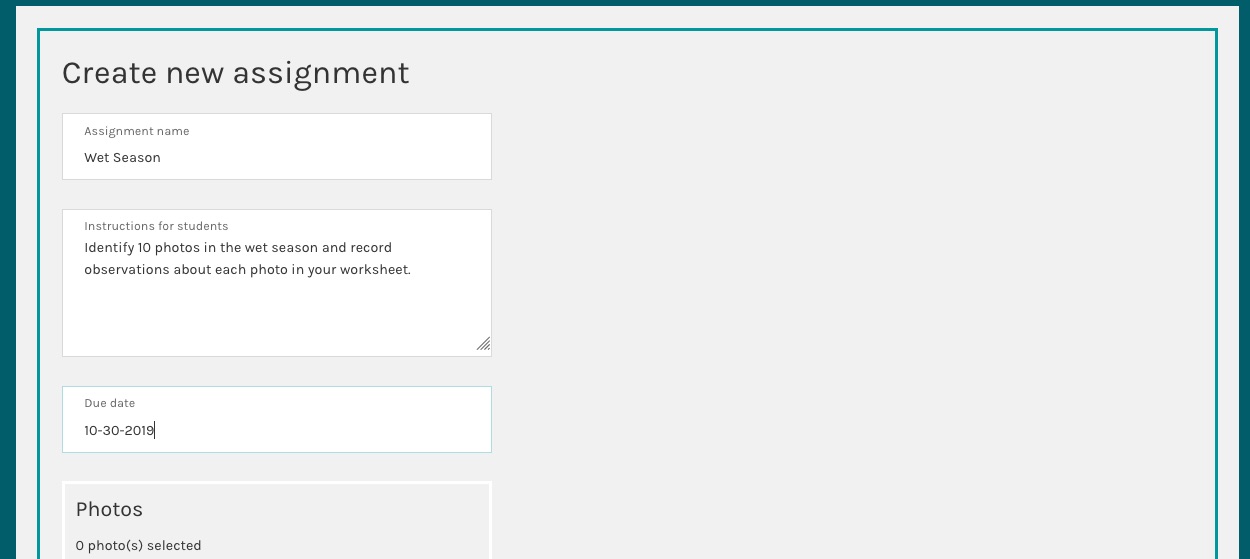 Create new assignment
Assignment name
Wet Season
Instructions for students
Identify 10 photos in the wet season and record
observations about each photo in your worksheet.
Due date
10-30-2019
Photos
0 photo(s) selected